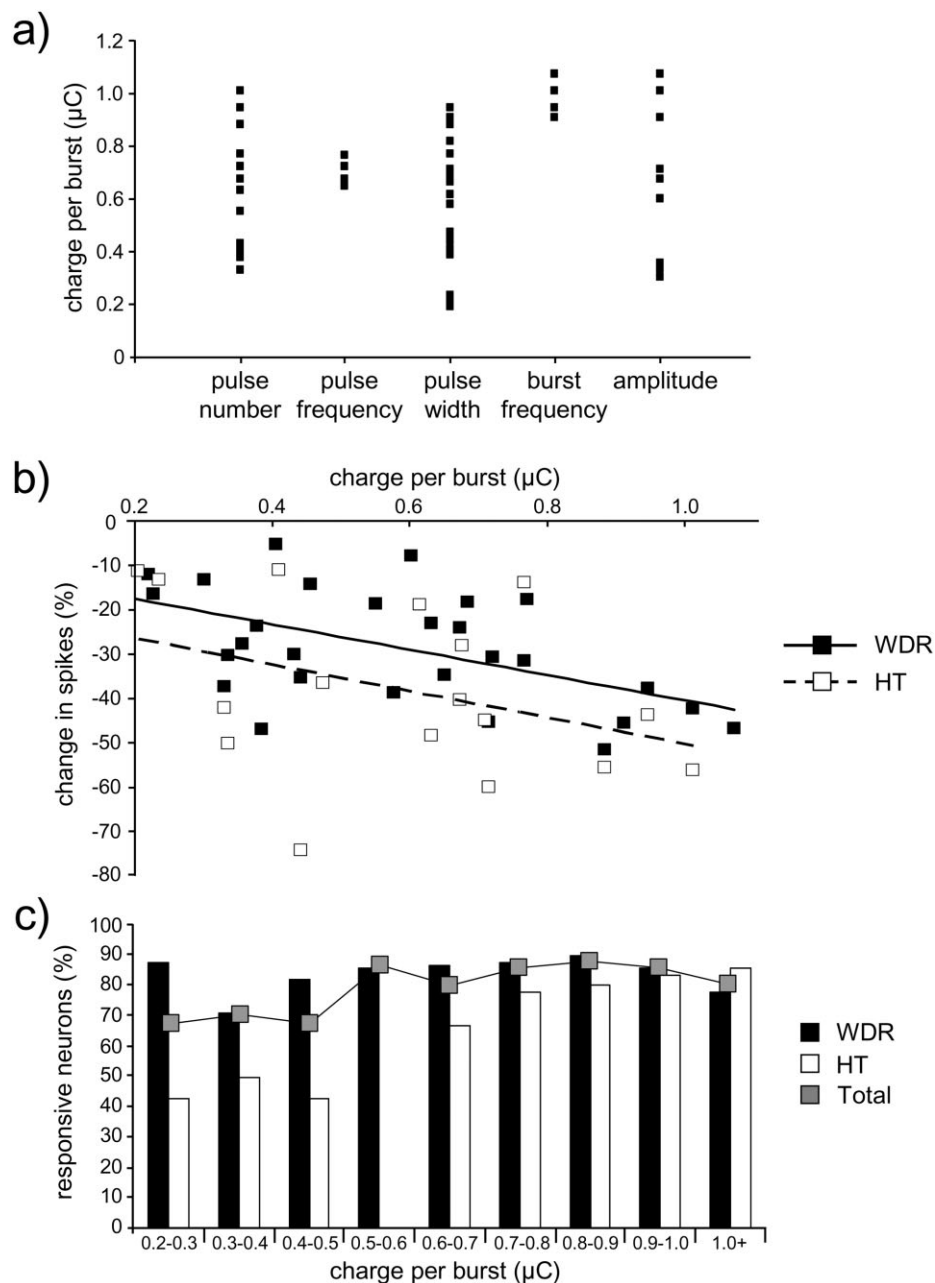 a)
1.2
1.0
0.8
0.6
0.4
0.2
0
charge per burst (µC)
pulse number
pulse frequency
pulse width
burst frequency
amplitude
b)
charge per burst (µC)
0.2 0.4 0.6 0.8 1.0
0
-10
-20
-30
-40
-50
-60
-70
-80
change in spikes (%)
WDR
HT
c)
100
90
80
70
60
50
40
30
20
10
0
responsive neurons (%)
WDR
HT
Total
0.2-0.3 0.3-0.4 0.4-0.5 0.5-0.6 0.6-0.7 0.7-0.8 0.8-0.9 0.9-1.0 1.0+
charge per burst (µC)